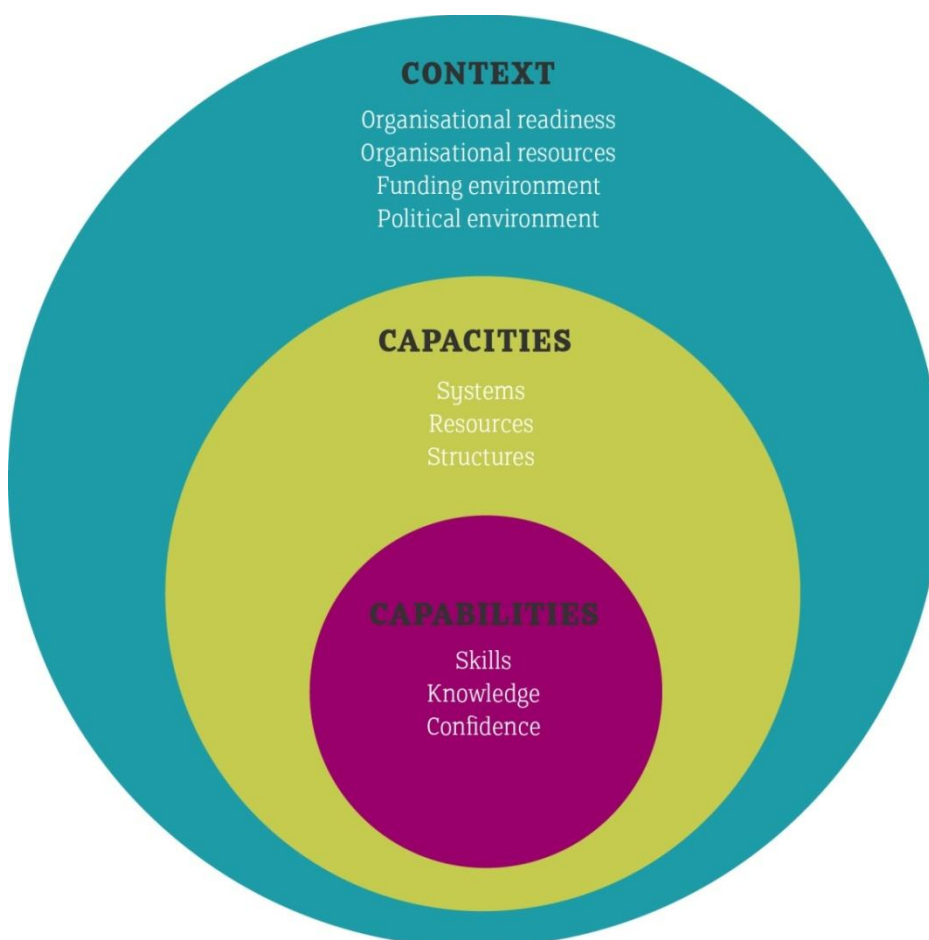 CONTEXT
Organisational readiness
Organisational resources
Funding environment
Political environment
CAPACITIES
Systems
Resources
Structures
CAPABILITIES
Skills
Knowledge
Confidence